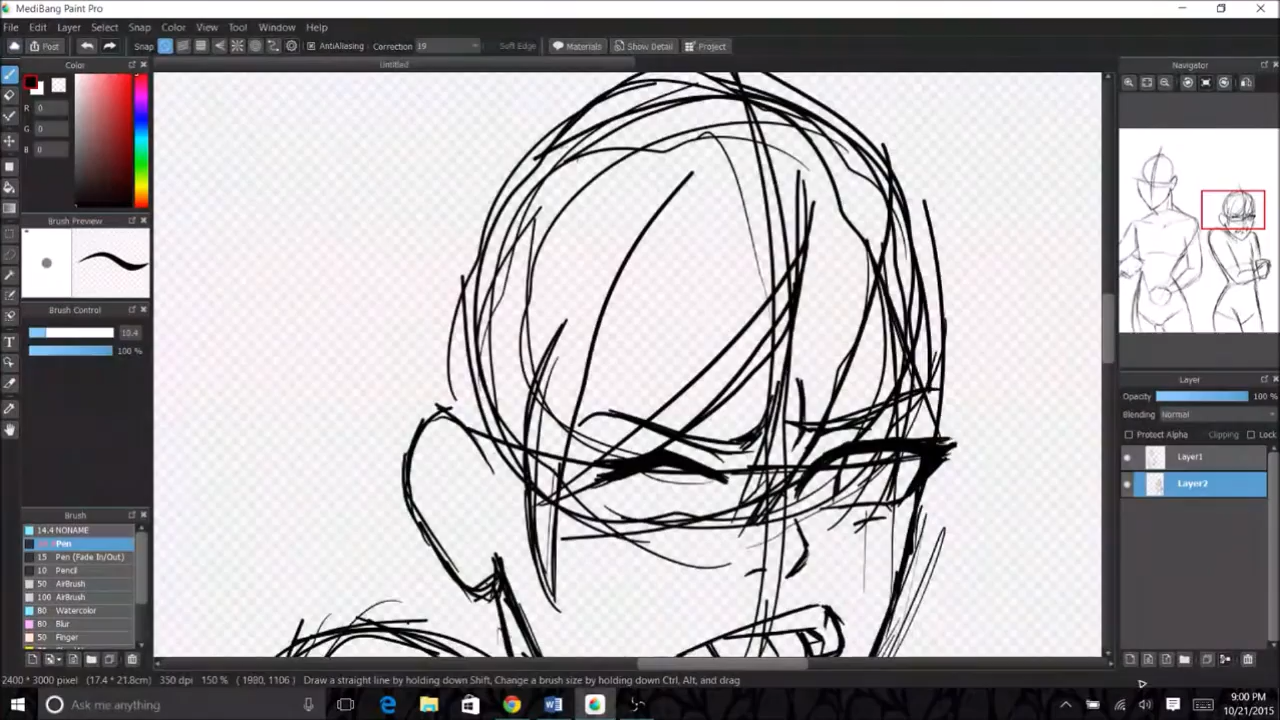 MediBang Paint Pro
File Edit Layer Select Snap Color View Tool Window Help
Post Snap AntiAliasing Correction 19 Soft Edge Materials Show Detail Project
Color
Untitled
Navigator
R 0
G 0
B 0
Brush Preview
Brush Control
10.4
100 %
Layer
Opacity 100 %
Blending Normal
Protect Alpha Clipping Lock
Layer1
Layer2
Brush
14.4 NONAME
Pen
15 Pen (Fade In/Out)
10 Pencil
50 AirBrush
100 AirBrush
80 Watercolor
80 Blur
50 Finger
2400 * 3000 pixel (17.4 * 21.8cm) 350 dpi 150 % ( 1980, 1106 ) Draw a straight line by holding down Shift, Change a brush size by holding down Ctrl, Alt, and drag
Ask me anything
9:00 PM
10/21/2015